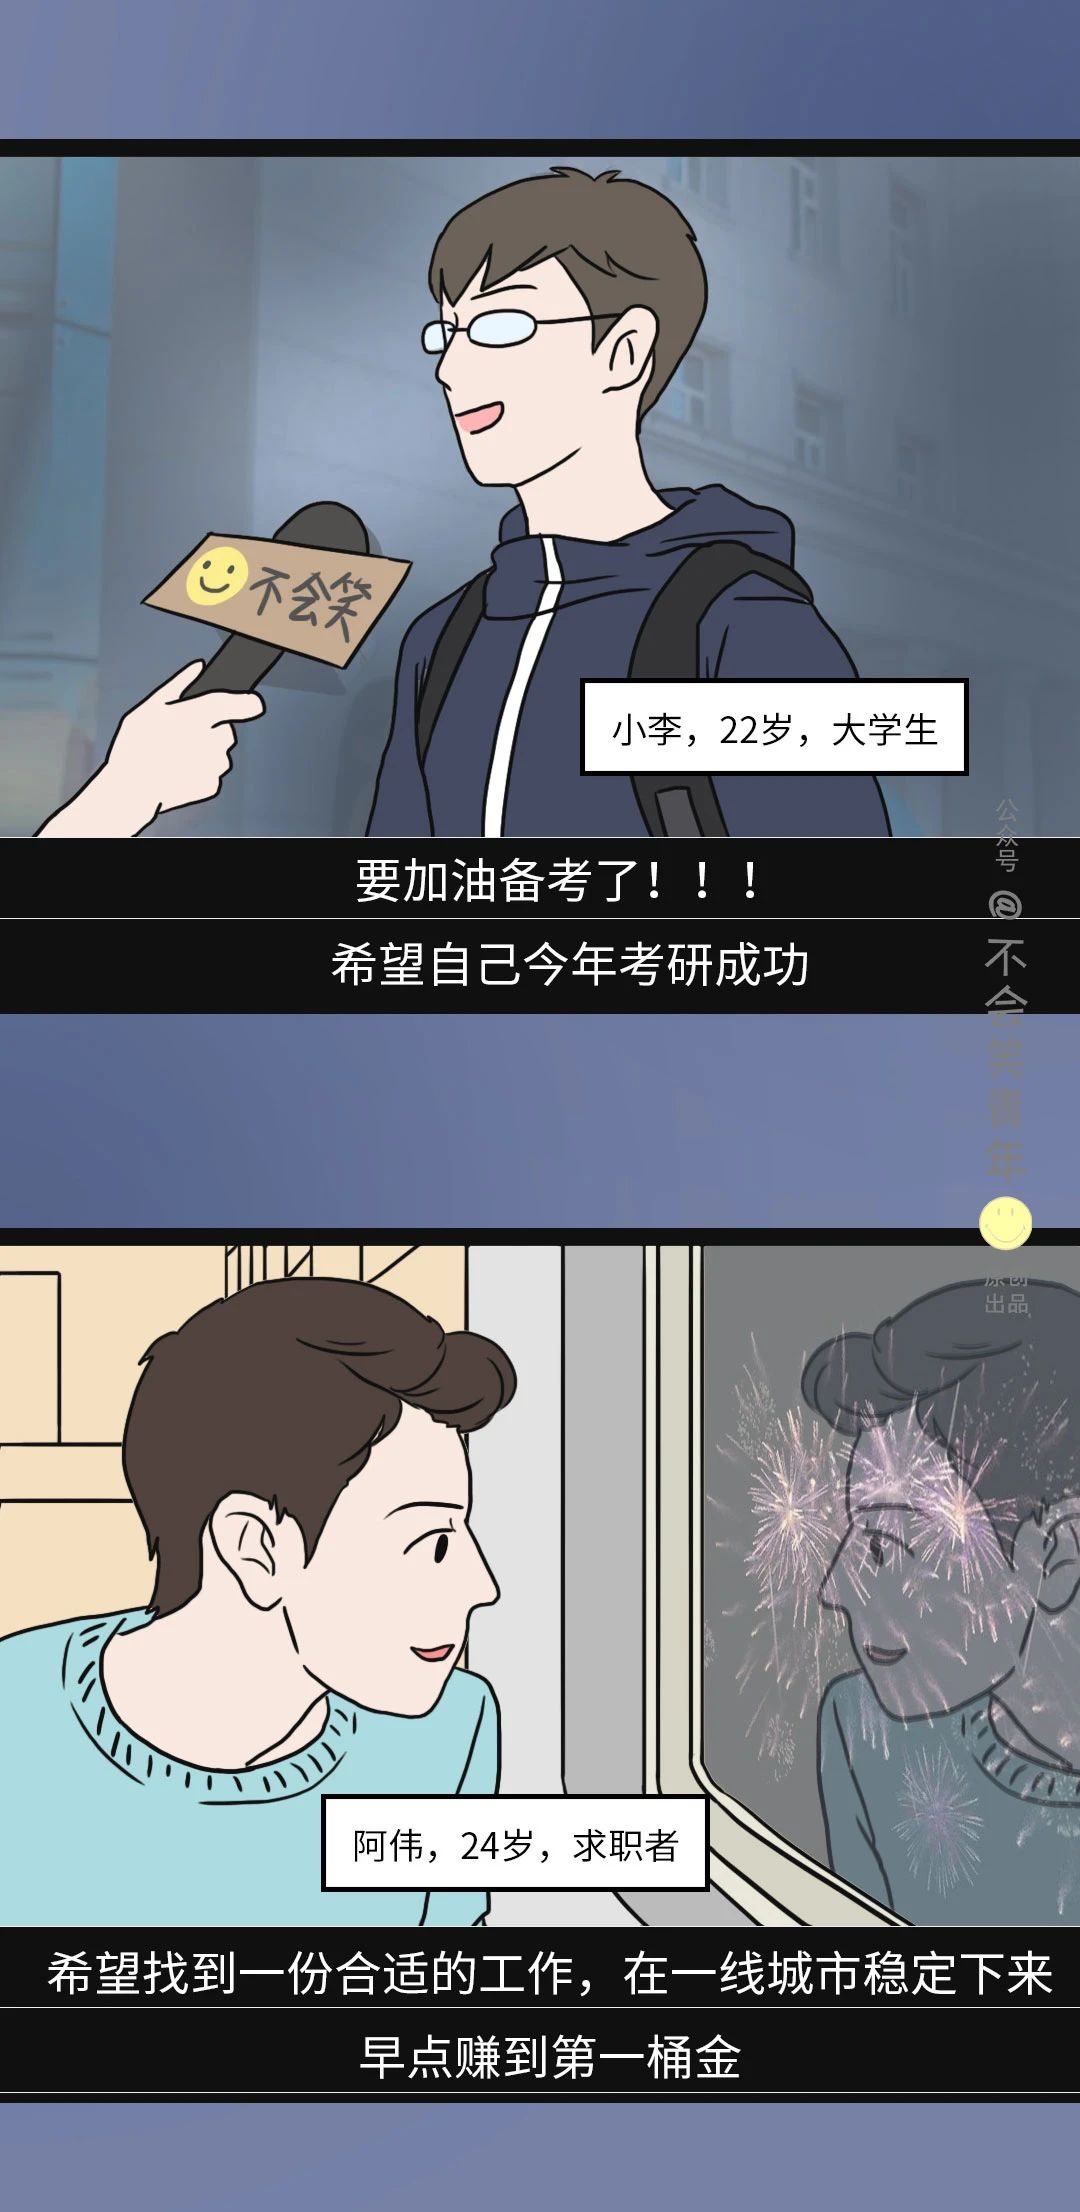 不会笑
小李，22岁，大学生
要加油备考了！！！
希望自己今年考研成功
公众号
@不会笑青年
原创
出品
阿伟，24岁，求职者
希望找到一份合适的工作，在一线城市稳定下来
早点赚到第一桶金